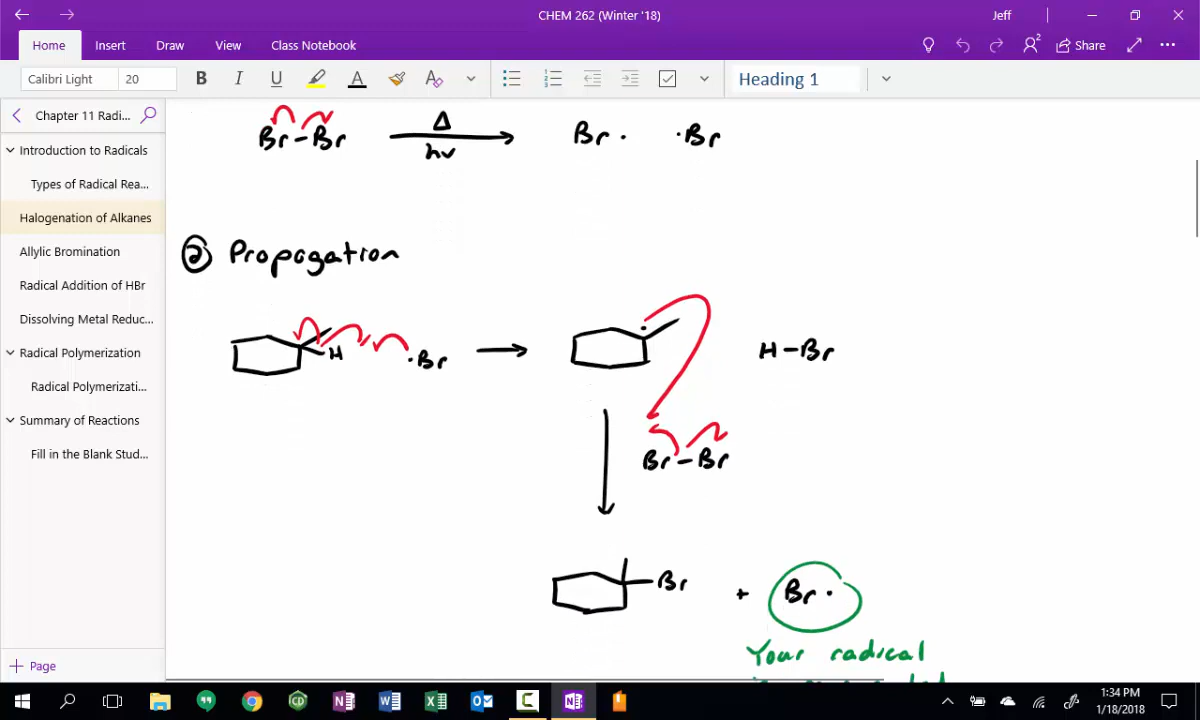 CHEM 262 (Winter '18)
Jeff
Home Insert Draw View Class Notebook
2
Share
Calibri Light 20 B I U A A Heading 1
Chapter 11 Radi...
Introduction to Radicals
Types of Radical Rea...
Halogenation of Alkanes
Allylic Bromination
Radical Addition of HBr
Dissolving Metal Reduc...
Radical Polymerization
Radical Polymerizati...
Summary of Reactions
Fill in the Blank Stud...
+ Page
Br-Br Δ Br· ·Br
hν
② Propagation
H ·Br H-Br
Br-Br
Br + Br·
Your radical
1:34 PM
1/18/2018